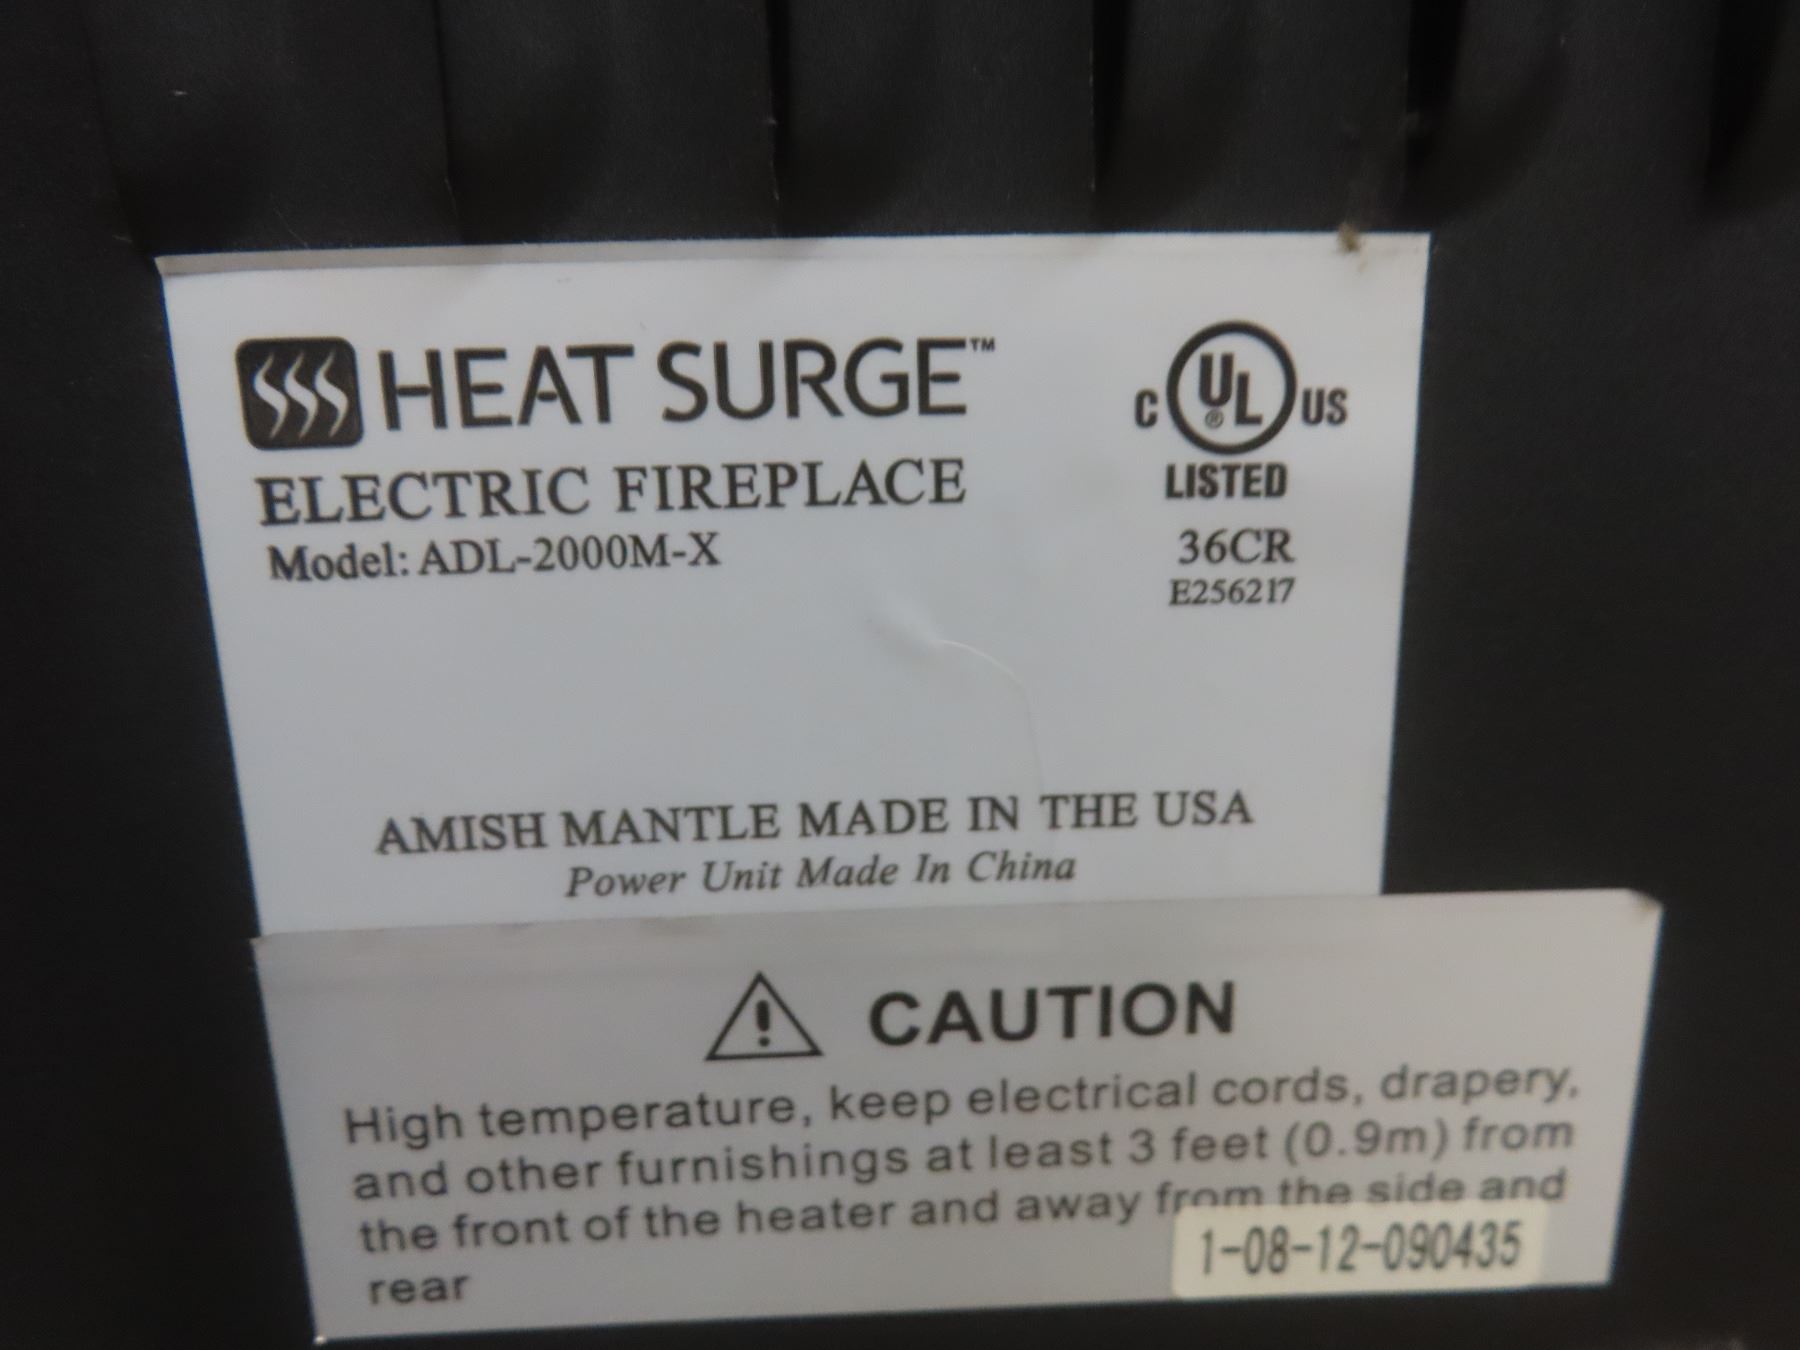 HEAT SURGE™
ELECTRIC FIREPLACE
Model: ADL-2000M-X
C UL® US
LISTED
36CR
E256217
AMISH MANTLE MADE IN THE USA
Power Unit Made In China
CAUTION
High temperature, keep electrical cords, drapery,
and other furnishings at least 3 feet (0.9m) from
the front of the heater and away from the side and
rear
1-08-12-090435